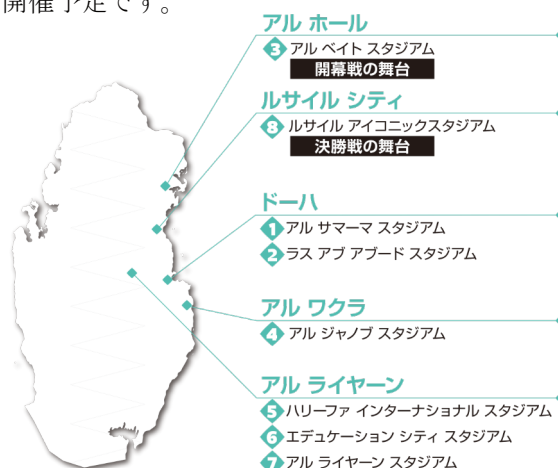 開催予定です。
アル ホール
3 アル ベイト スタジアム
開幕戦の舞台
ルサイル シティ
8 ルサイル アイコニックスタジアム
決勝戦の舞台
ドーハ
1 アル サマーマ スタジアム
2 ラス アブ アブード スタジアム
アル ワクラ
4 アル ジャノブ スタジアム
アル ライヤーン
5 ハリーファ インターナショナル スタジアム
6 エデュケーション シティ スタジアム
7 アル ライヤーン スタジアム